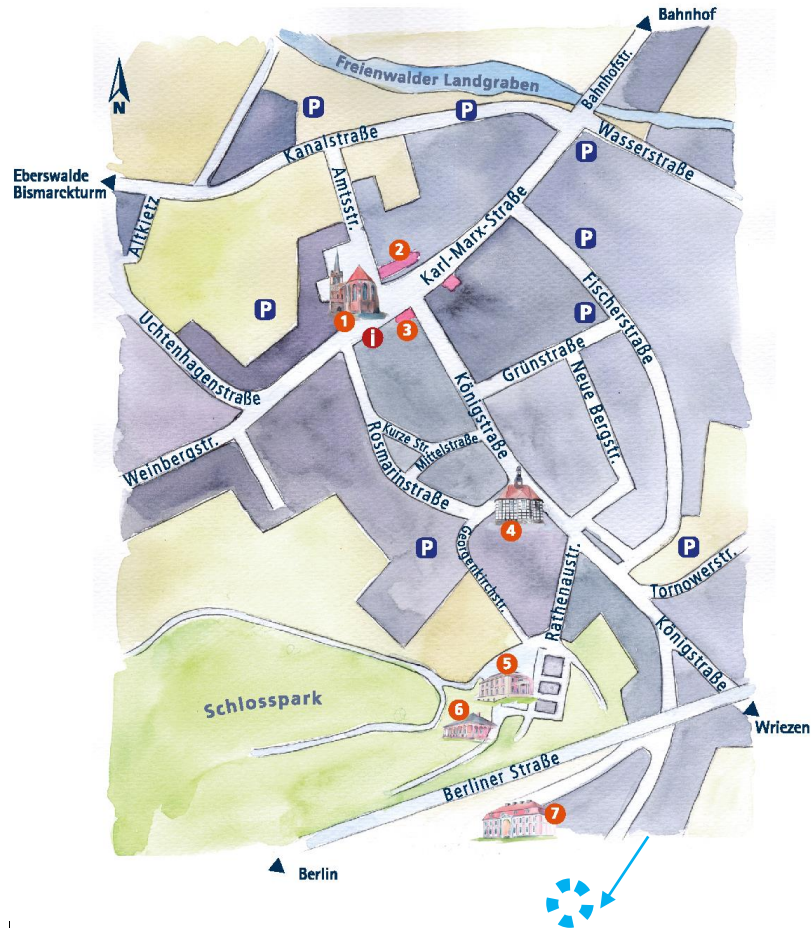 Bahnhof
Freienwalder Landgraben
Bahnhofstr.
N
P
P
Kanalstraße
Wasserstraße
P
Eberswalde
Bismarckturm
Altkietz
Amtsstr.
Karl-Marx-Straße
2
P
Fischerstraße
P
1
3
P
i
Uchtenhagenstraße
Grünstraße
Königstraße
Neue Bergstr.
Kurze Str.
Mittelstraße
Weinbergstr.
Rosmarinstraße
4
P
P
Georgenkirchstr.
Rathenaustr.
Tornowerstr.
Königstraße
5
Schlosspark
6
Wriezen
Berliner Straße
7
Berlin